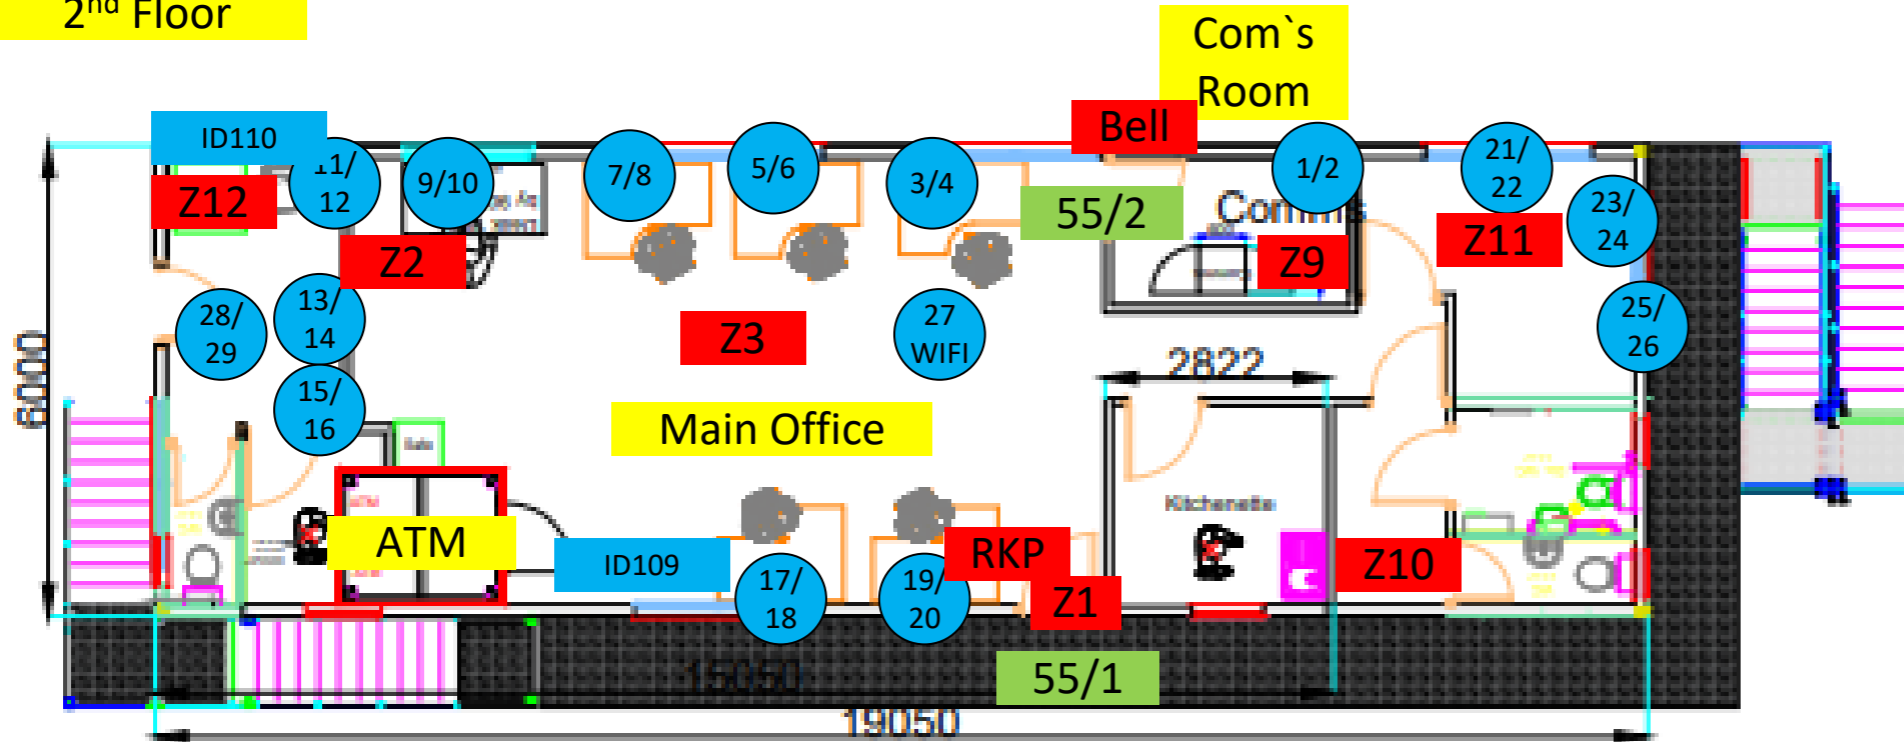 2nd Floor
Com`s
Room
Bell
ID110
11/
12
9/10
7/8
5/6
3/4
1/2
21/
22
Z12
55/2
Comms
23/
24
Z2
Z9
Z11
28/
29
13/
14
Z3
27
WIFI
25/
26
6000
2822
15/
16
Main Office
Safe
Kitchenette
ATM
ATM
ID109
RKP
Z10
17/
18
19/
20
Z1
15050
55/1
19050